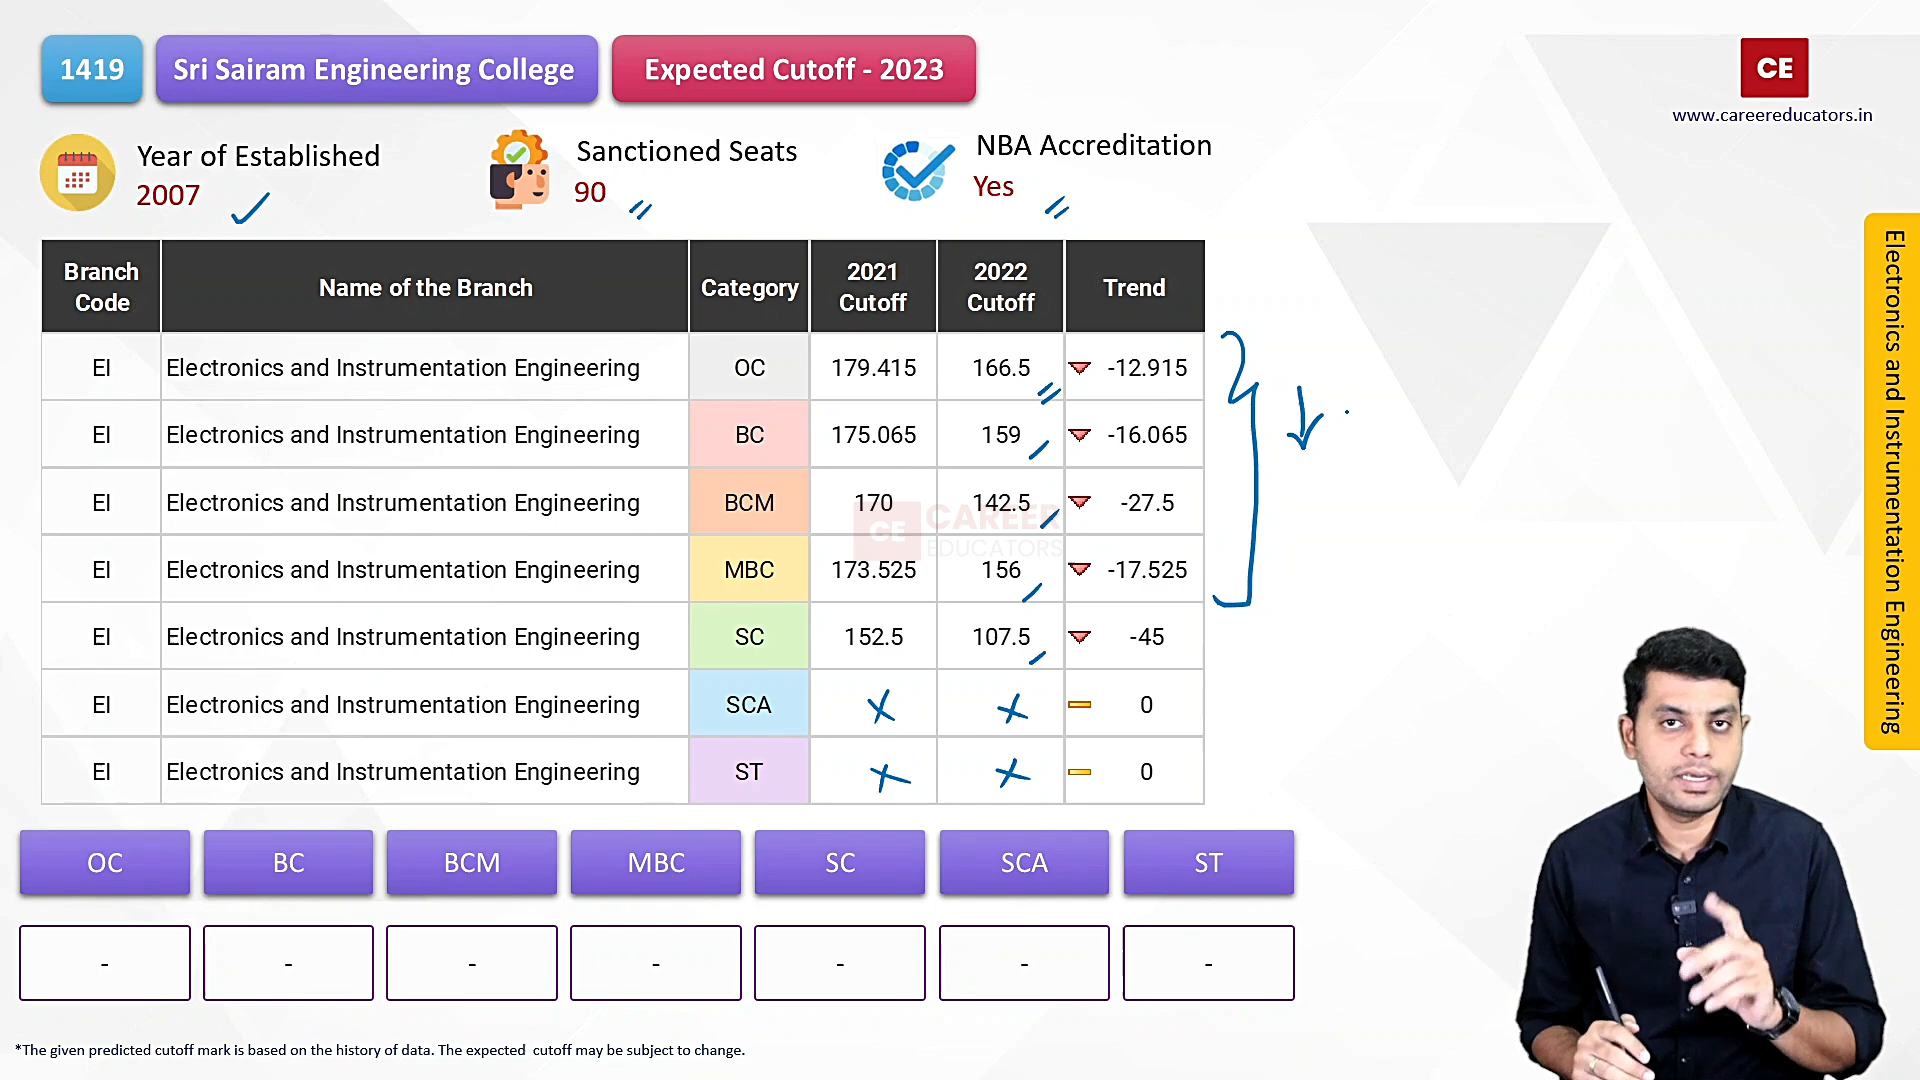 1419 Sri Sairam Engineering College Expected Cutoff - 2023
CE
www.careereducators.in
Year of Established
2007
Sanctioned Seats
90
NBA Accreditation
Yes
Branch Code Name of the Branch Category 2021 Cutoff 2022 Cutoff Trend
EI Electronics and Instrumentation Engineering OC 179.415 166.5 -12.915
EI Electronics and Instrumentation Engineering BC 175.065 159 -16.065
EI Electronics and Instrumentation Engineering BCM 170 142.5 -27.5
EI Electronics and Instrumentation Engineering MBC 173.525 156 -17.525
EI Electronics and Instrumentation Engineering SC 152.5 107.5 -45
EI Electronics and Instrumentation Engineering SCA 0
EI Electronics and Instrumentation Engineering ST 0
CE CAREER
EDUCATORS
OC BC BCM MBC SC SCA ST
- - - - - - -
*The given predicted cutoff mark is based on the history of data. The expected cutoff may be subject to change.
Electronics and Instrumentation Engineering